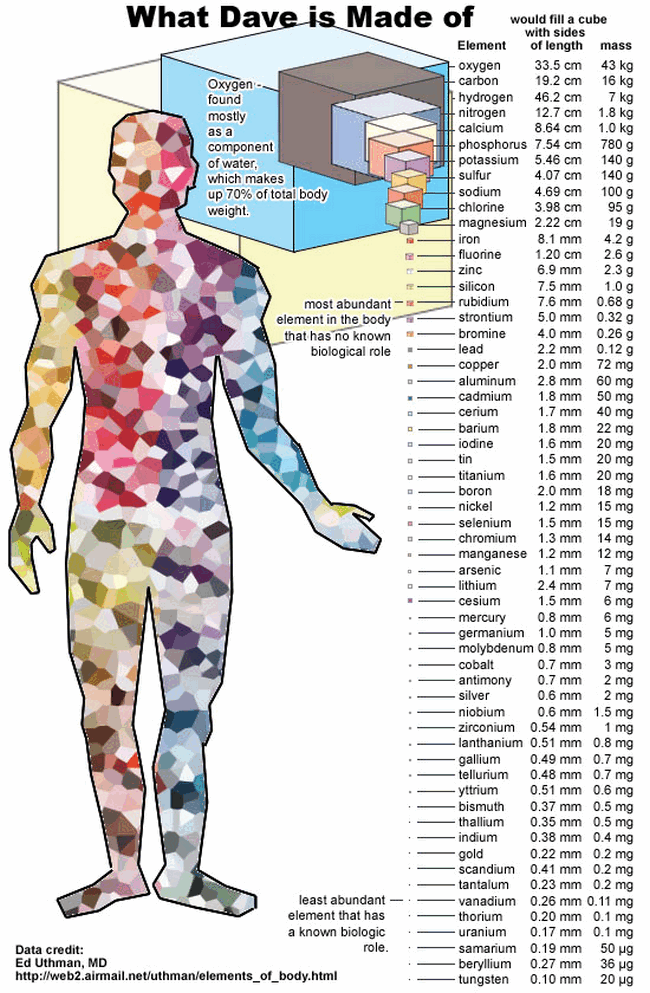 What Dave is Made of
would fill a cube
with sides
Element of length mass
oxygen 33.5 cm 43 kg
carbon 19.2 cm 16 kg
hydrogen 46.2 cm 7 kg
nitrogen 12.7 cm 1.8 kg
calcium 8.64 cm 1.0 kg
phosphorus 7.54 cm 780 g
potassium 5.46 cm 140 g
sulfur 4.07 cm 140 g
sodium 4.69 cm 100 g
chlorine 3.98 cm 95 g
magnesium 2.22 cm 19 g
iron 8.1 mm 4.2 g
fluorine 1.20 cm 2.6 g
zinc 6.9 mm 2.3 g
silicon 7.5 mm 1.0 g
rubidium 7.6 mm 0.68 g
strontium 5.0 mm 0.32 g
bromine 4.0 mm 0.26 g
lead 2.2 mm 0.12 g
copper 2.0 mm 72 mg
aluminum 2.8 mm 60 mg
cadmium 1.8 mm 50 mg
cerium 1.7 mm 40 mg
barium 1.8 mm 22 mg
iodine 1.6 mm 20 mg
tin 1.5 mm 20 mg
titanium 1.6 mm 20 mg
boron 2.0 mm 18 mg
nickel 1.2 mm 15 mg
selenium 1.5 mm 15 mg
chromium 1.3 mm 14 mg
manganese 1.2 mm 12 mg
arsenic 1.1 mm 7 mg
lithium 2.4 mm 7 mg
cesium 1.5 mm 6 mg
mercury 0.8 mm 6 mg
germanium 1.0 mm 5 mg
molybdenum 0.8 mm 5 mg
cobalt 0.7 mm 3 mg
antimony 0.7 mm 2 mg
silver 0.6 mm 2 mg
niobium 0.6 mm 1.5 mg
zirconium 0.54 mm 1 mg
lanthanium 0.51 mm 0.8 mg
gallium 0.49 mm 0.7 mg
tellurium 0.48 mm 0.7 mg
yttrium 0.51 mm 0.6 mg
bismuth 0.37 mm 0.5 mg
thallium 0.35 mm 0.5 mg
indium 0.38 mm 0.4 mg
gold 0.22 mm 0.2 mg
scandium 0.41 mm 0.2 mg
tantalum 0.23 mm 0.2 mg
vanadium 0.26 mm 0.11 mg
thorium 0.20 mm 0.1 mg
uranium 0.17 mm 0.1 mg
samarium 0.19 mm 50 µg
beryllium 0.27 mm 36 µg
tungsten 0.10 mm 20 µg
Oxygen
found
mostly
as a
component
of water,
which makes
up 70% of total body
weight.
most abundant
element in the body
that has no known
biological role
least abundant
element that has
a known biologic
role.
Data credit:
Ed Uthman, MD
http://web2.airmail.net/uthman/elements_of_body.html